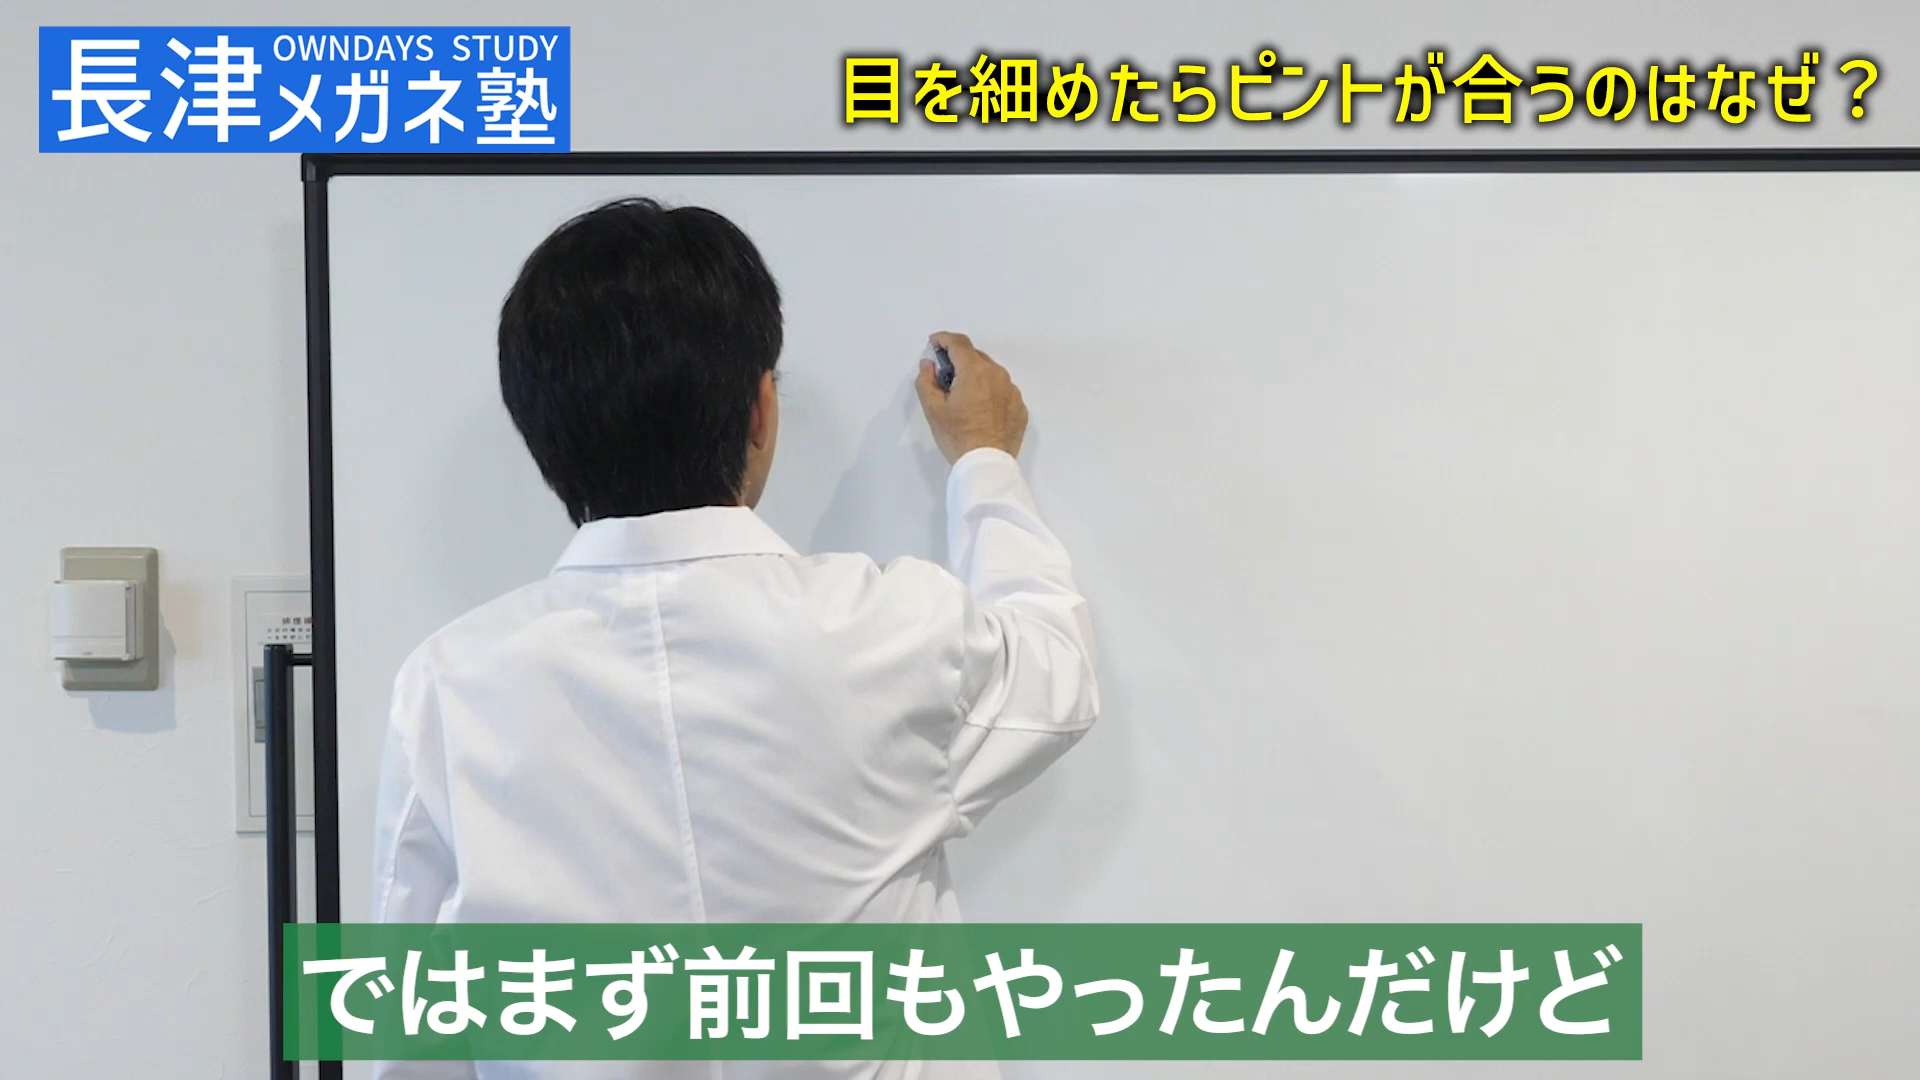 OWNDAYS STUDY
長津メガネ塾
目を細めたらピントが合うのはなぜ？
ではまず前回もやったんだけど